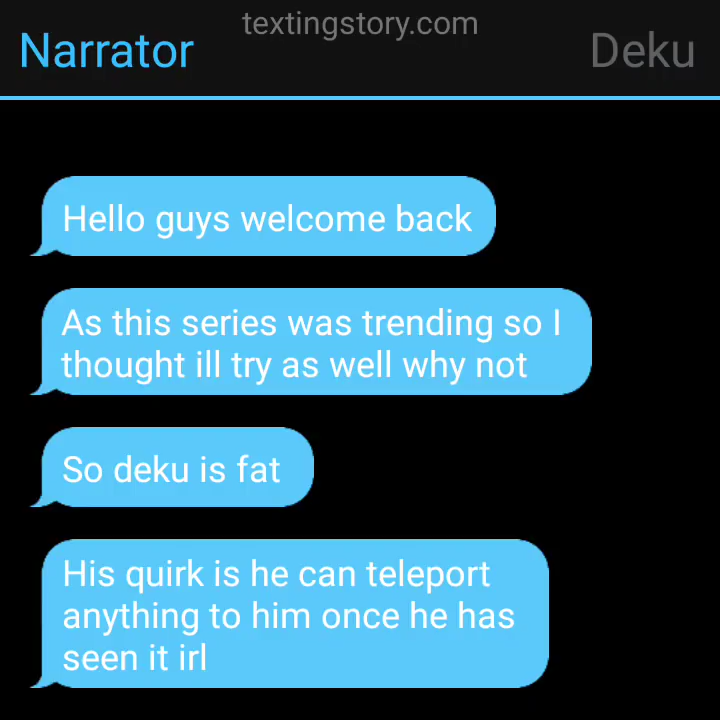 textingstory.com
Narrator
Deku
Hello guys welcome back
As this series was trending so I
thought ill try as well why not
So deku is fat
His quirk is he can teleport
anything to him once he has
seen it irl